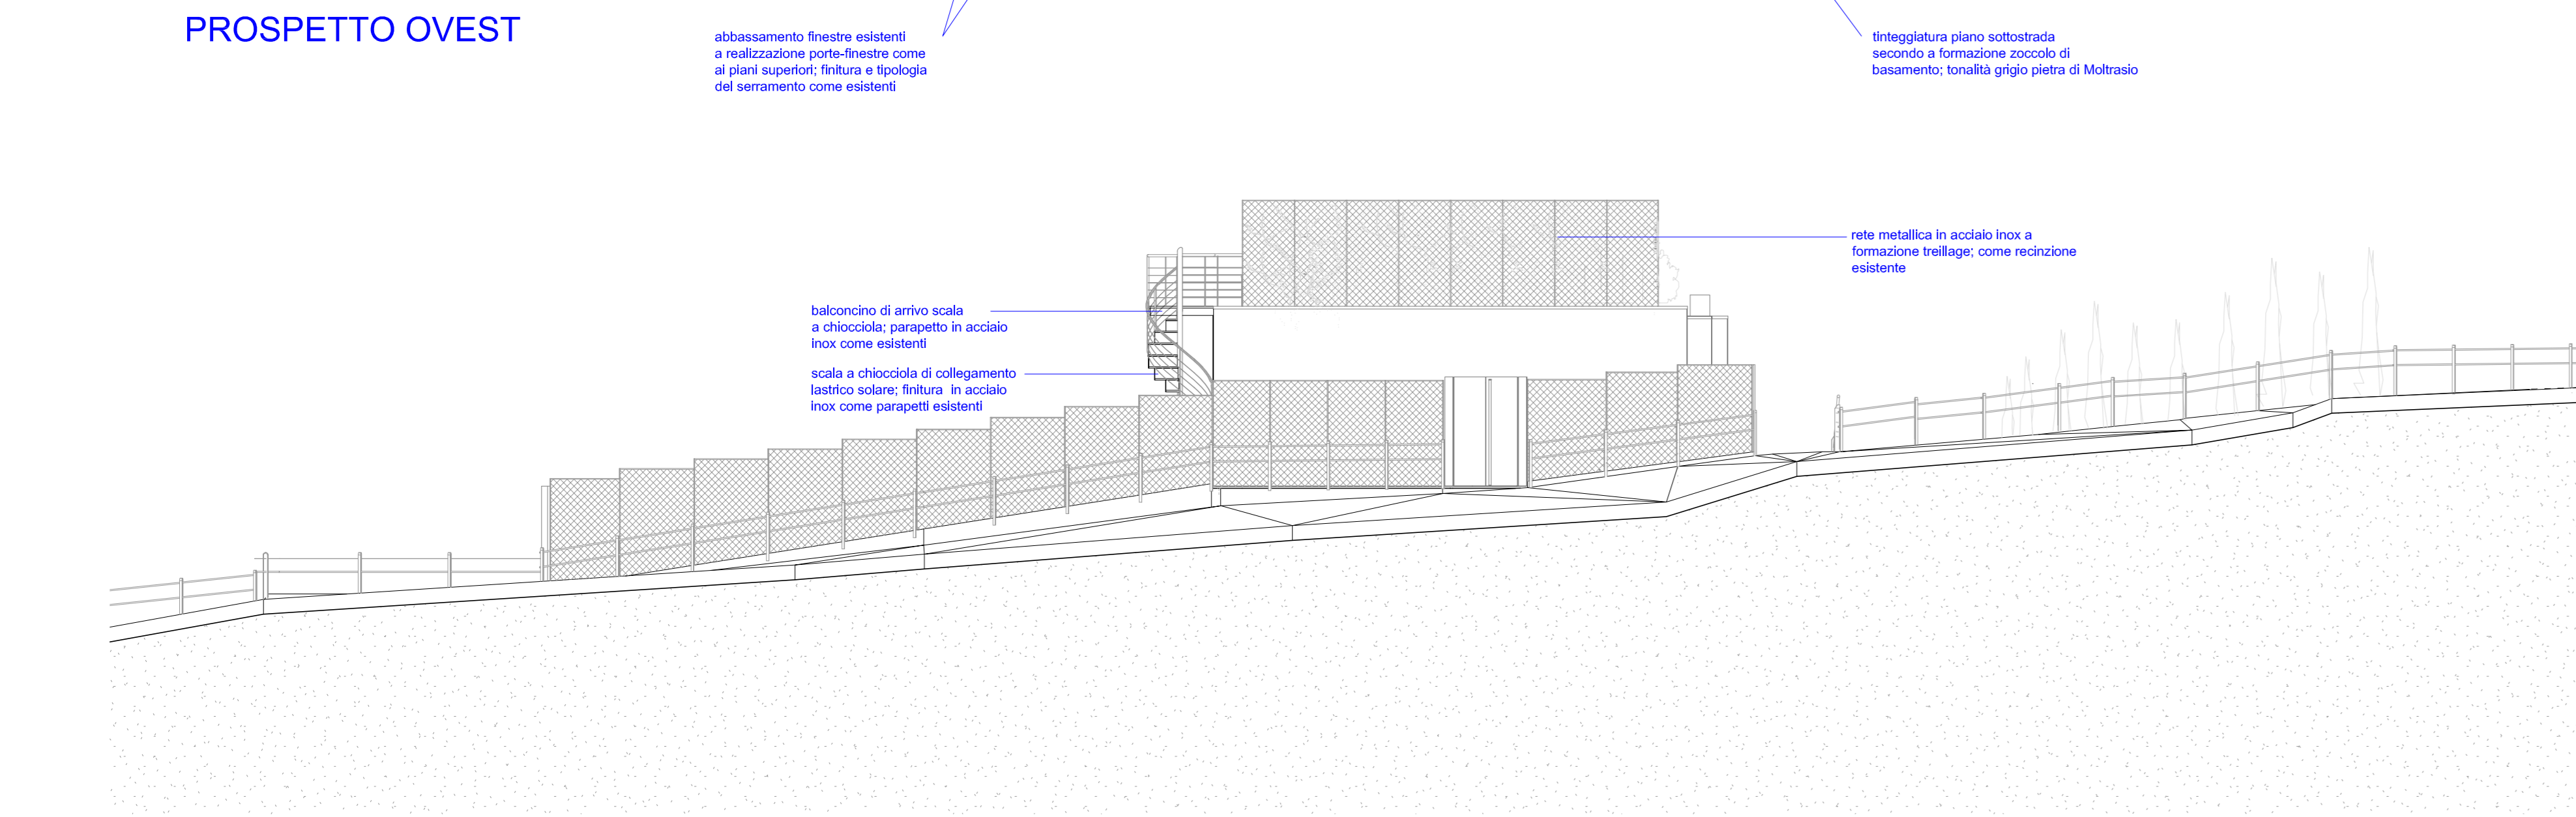 PROSPETTO OVEST
abbassamento finestre esistenti
a realizzazione porte-finestre come
ai piani superiori; finitura e tipologia
del serramento come esistenti
tinteggiatura piano sottostrada
secondo a formazione zoccolo di
basamento; tonalità grigio pietra di Moltrasio
rete metallica in acciaio inox a
formazione treillage; come recinzione
esistente
balconcino di arrivo scala
a chiocciola; parapetto in acciaio
inox come esistenti
scala a chiocciola di collegamento
lastrico solare; finitura in acciaio
inox come parapetti esistenti